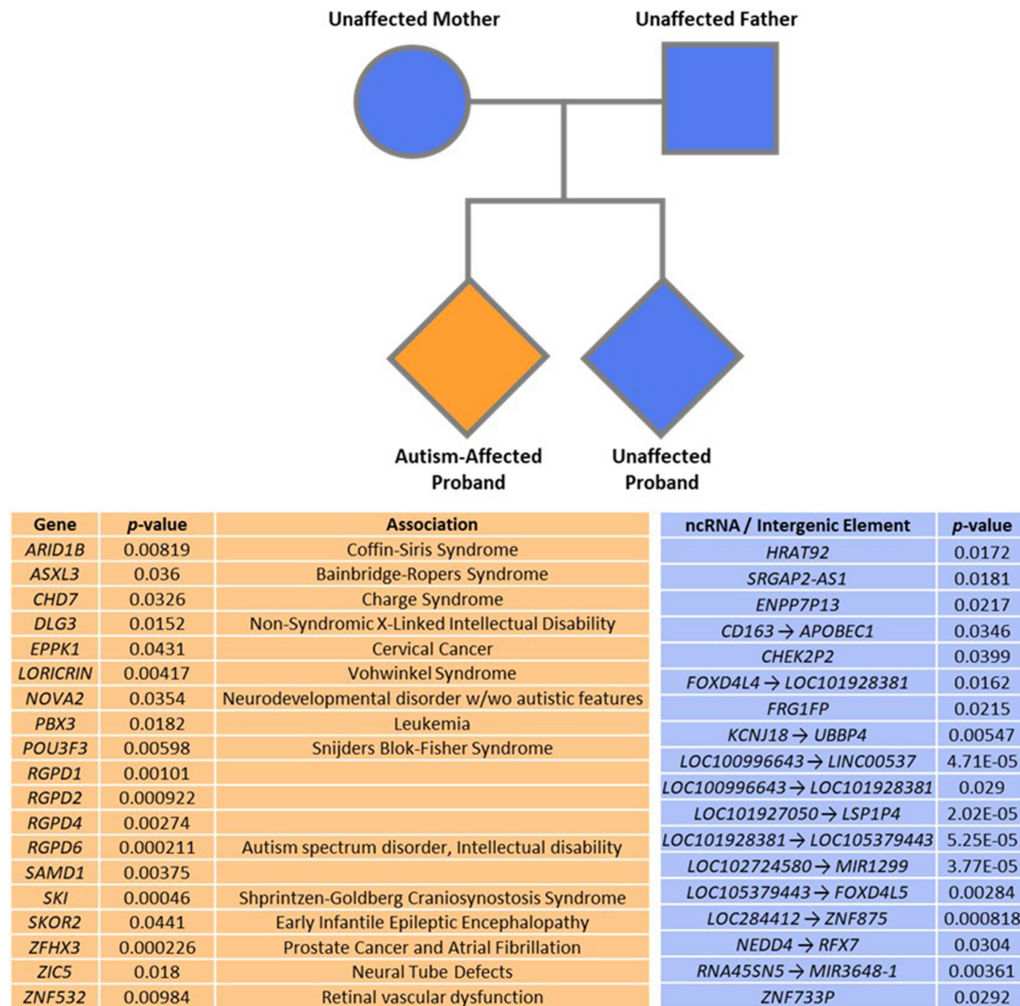 Unaffected Mother
Unaffected Father
Autism-Affected
Proband
Unaffected
Proband
Gene p-value Association
ARID1B 0.00819 Coffin-Siris Syndrome
ASXL3 0.036 Bainbridge-Ropers Syndrome
CHD7 0.0326 Charge Syndrome
DLG3 0.0152 Non-Syndromic X-Linked Intellectual Disability
EPPK1 0.0431 Cervical Cancer
LORICRIN 0.00417 Vohwinkel Syndrome
NOVA2 0.0354 Neurodevelopmental disorder w/wo autistic features
PBX3 0.0182 Leukemia
POU3F3 0.00598 Snijders Blok-Fisher Syndrome
RGPD1 0.00101
RGPD2 0.000922
RGPD4 0.00274
RGPD6 0.000211 Autism spectrum disorder, Intellectual disability
SAMD1 0.00375
SKI 0.00046 Shprintzen-Goldberg Craniosynostosis Syndrome
SKOR2 0.0441 Early Infantile Epileptic Encephalopathy
ZFHX3 0.000226 Prostate Cancer and Atrial Fibrillation
ZIC5 0.018 Neural Tube Defects
ZNF532 0.00984 Retinal vascular dysfunction
ncRNA / Intergenic Element p-value
HRAT92 0.0172
SRGAP2-AS1 0.0181
ENPP7P13 0.0217
CD163 → APOBEC1 0.0346
CHEK2P2 0.0399
FOXD4L4 → LOC101928381 0.0162
FRG1FP 0.0215
KCNJ18 → UBBP4 0.00547
LOC100996643 → LINC00537 4.71E-05
LOC100996643 → LOC101928381 0.029
LOC101927050 → LSP1P4 2.02E-05
LOC101928381 → LOC105379443 5.25E-05
LOC102724580 → MIR1299 3.77E-05
LOC105379443 → FOXD4L5 0.00284
LOC284412 → ZNF875 0.000818
NEDD4 → RFX7 0.0304
RNA45SN5 → MIR3648-1 0.00361
ZNF733P 0.0292